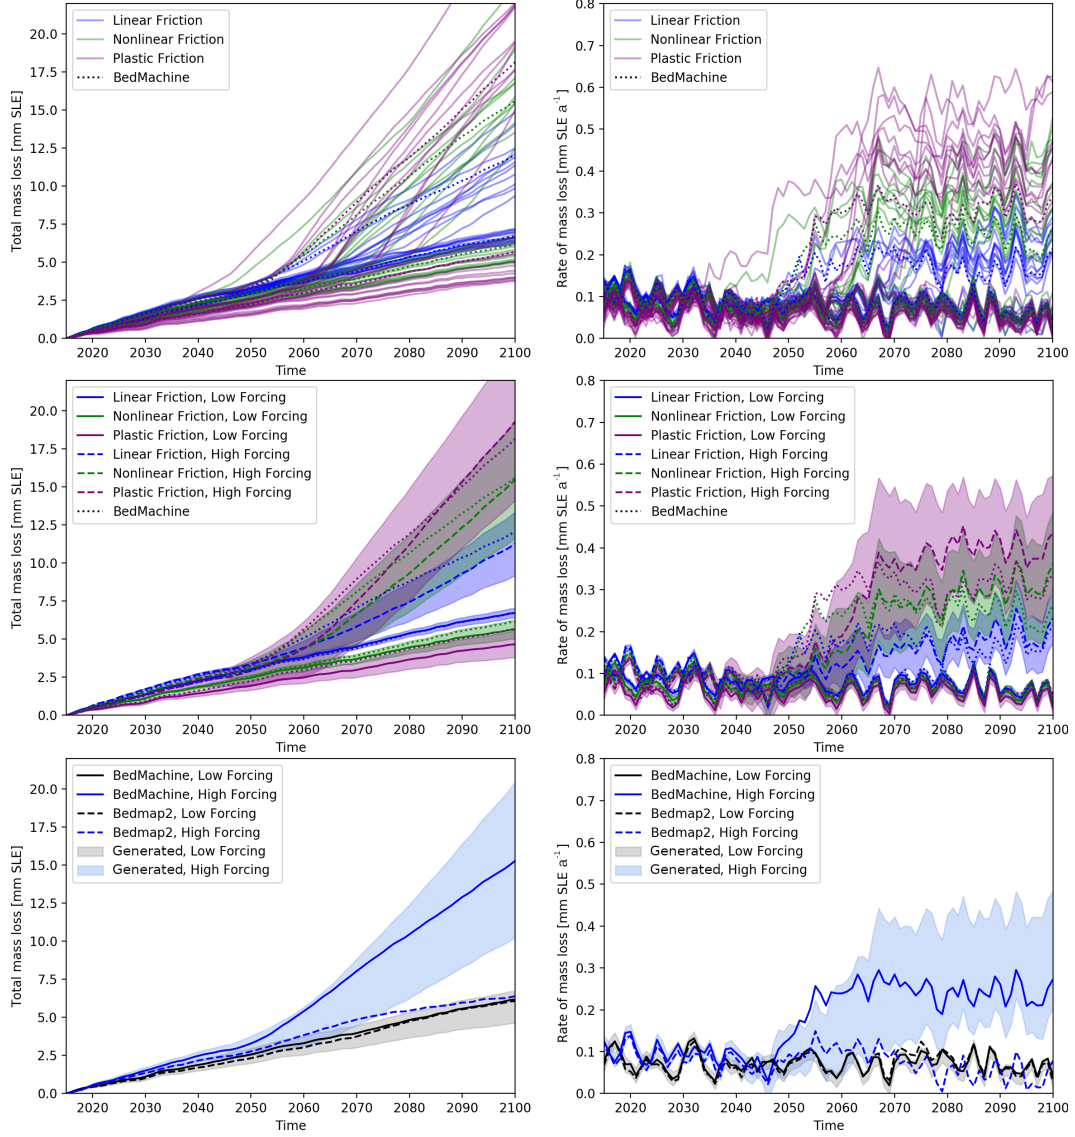 Total mass loss [mm SLE]
20.0
17.5
15.0
12.5
10.0
7.5
5.0
2.5
0.0
Linear Friction
Nonlinear Friction
Plastic Friction
BedMachine
2020 2030 2040 2050 2060 2070 2080 2090 2100
Time
Rate of mass loss [mm SLE a⁻¹]
0.8
0.7
0.6
0.5
0.4
0.3
0.2
0.1
0.0
Linear Friction
Nonlinear Friction
Plastic Friction
BedMachine
2020 2030 2040 2050 2060 2070 2080 2090 2100
Time
Total mass loss [mm SLE]
20.0
17.5
15.0
12.5
10.0
7.5
5.0
2.5
0.0
Linear Friction, Low Forcing
Nonlinear Friction, Low Forcing
Plastic Friction, Low Forcing
Linear Friction, High Forcing
Nonlinear Friction, High Forcing
Plastic Friction, High Forcing
BedMachine
2020 2030 2040 2050 2060 2070 2080 2090 2100
Time
Rate of mass loss [mm SLE a⁻¹]
0.8
0.7
0.6
0.5
0.4
0.3
0.2
0.1
0.0
Linear Friction, Low Forcing
Nonlinear Friction, Low Forcing
Plastic Friction, Low Forcing
Linear Friction, High Forcing
Nonlinear Friction, High Forcing
Plastic Friction, High Forcing
BedMachine
2020 2030 2040 2050 2060 2070 2080 2090 2100
Time
Total mass loss [mm SLE]
20.0
17.5
15.0
12.5
10.0
7.5
5.0
2.5
0.0
BedMachine, Low Forcing
BedMachine, High Forcing
Bedmap2, Low Forcing
Bedmap2, High Forcing
Generated, Low Forcing
Generated, High Forcing
2020 2030 2040 2050 2060 2070 2080 2090 2100
Time
Rate of mass loss [mm SLE a⁻¹]
0.8
0.7
0.6
0.5
0.4
0.3
0.2
0.1
0.0
BedMachine, Low Forcing
BedMachine, High Forcing
Bedmap2, Low Forcing
Bedmap2, High Forcing
Generated, Low Forcing
Generated, High Forcing
2020 2030 2040 2050 2060 2070 2080 2090 2100
Time